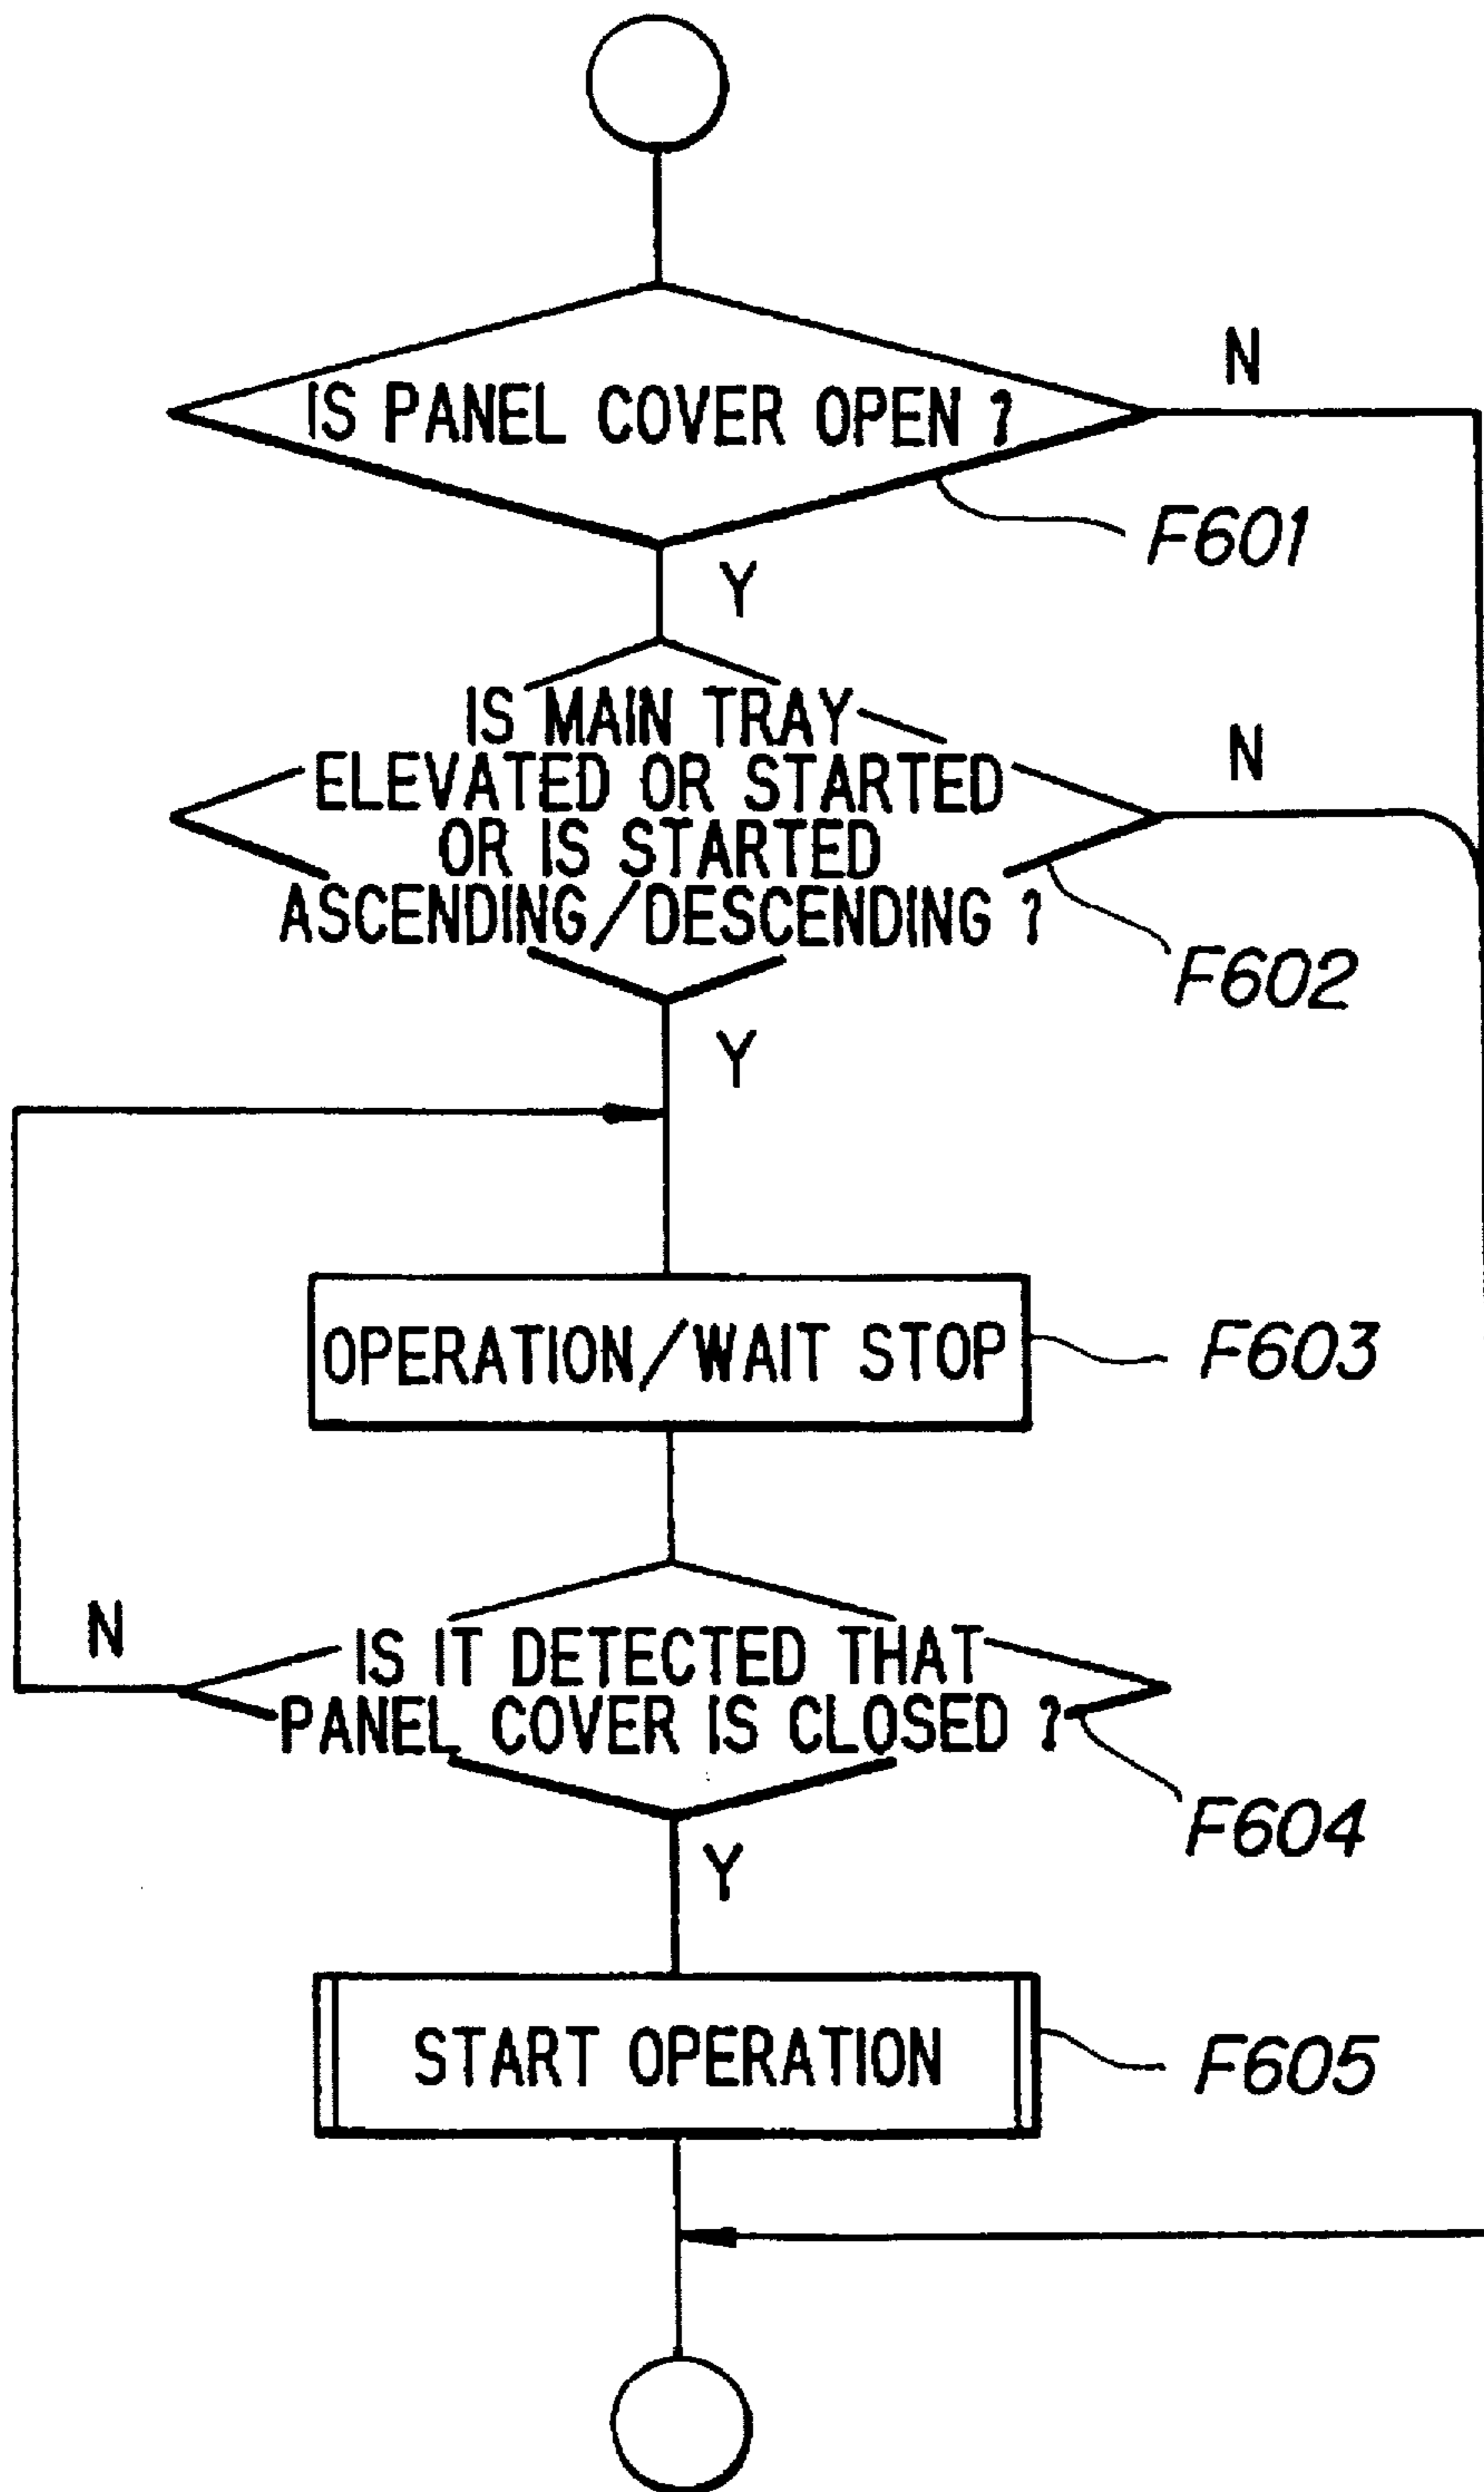 IS PANEL COVER OPEN ?
N
F601
Y
IS MAIN TRAY
ELEVATED OR STARTED
OR IS STARTED
ASCENDING/DESCENDING ?
N
F602
Y
OPERATION/WAIT STOP
F603
N
IS IT DETECTED THAT
PANEL COVER IS CLOSED ?
F604
Y
START OPERATION
F605